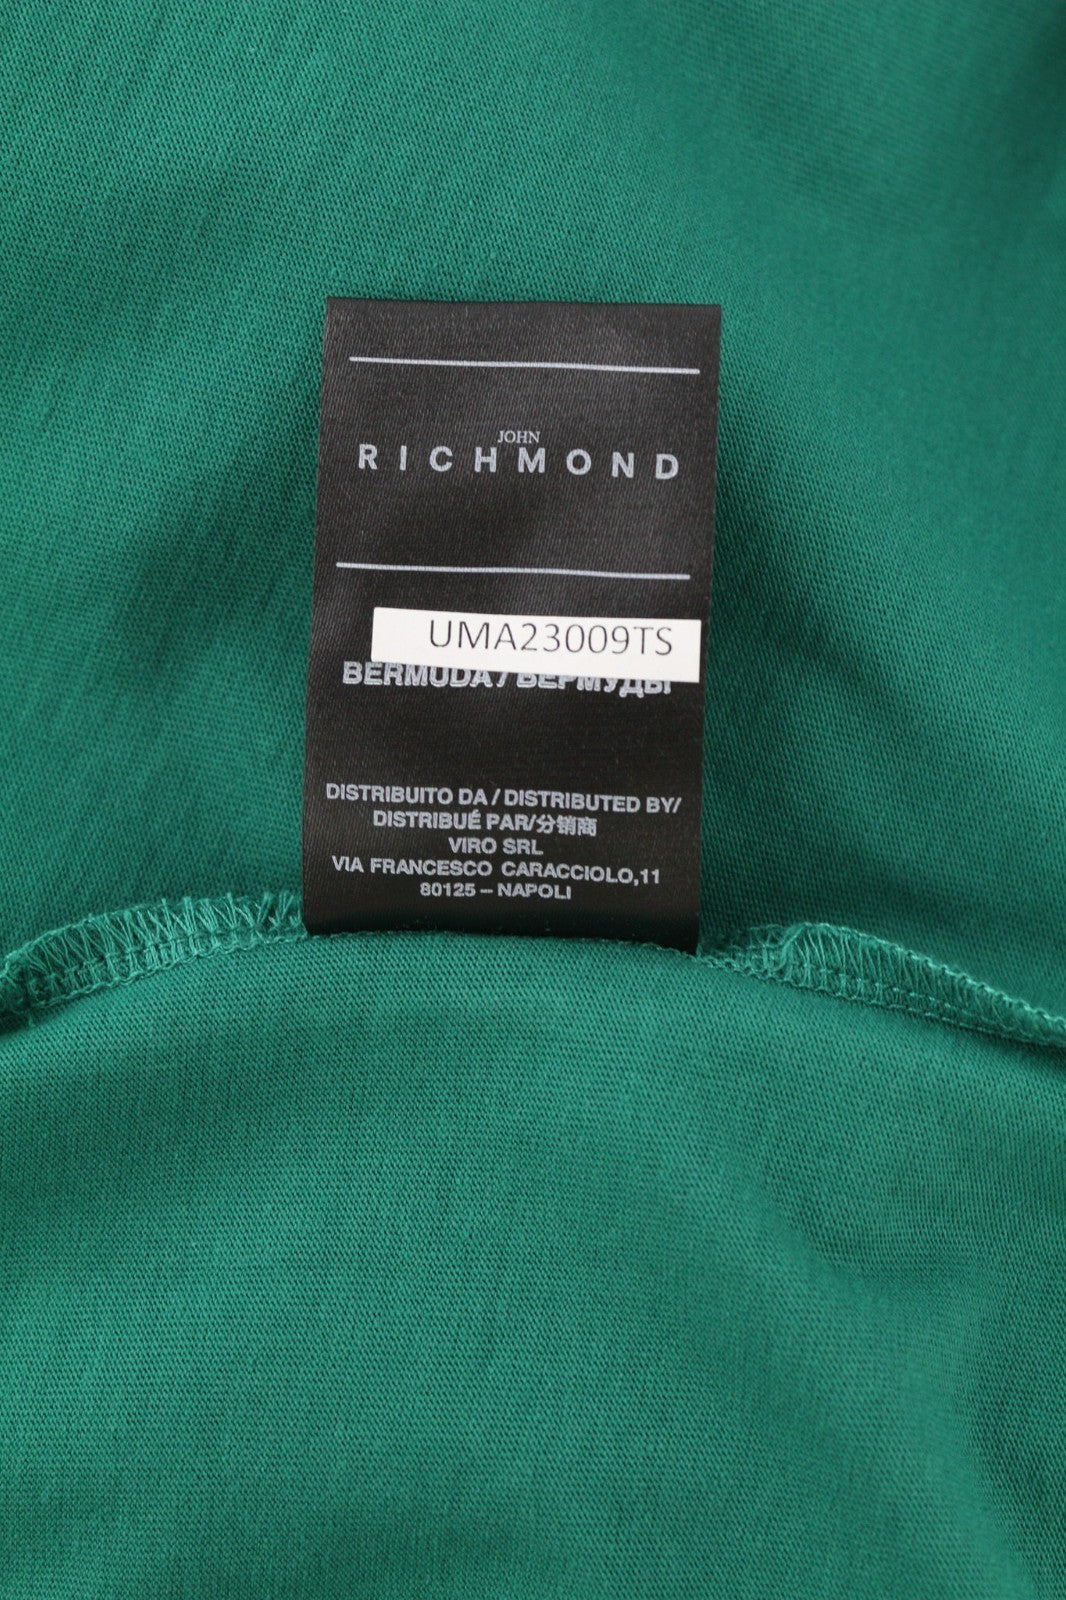 JOHN
RICHMOND
UMA23009TS
BERMUDA / БЕРМУДЫ
DISTRIBUITO DA / DISTRIBUTED BY/
DISTRIBUÉ PAR/分销商
VIRO SRL
VIA FRANCESCO CARACCIOLO,11
80125 – NAPOLI